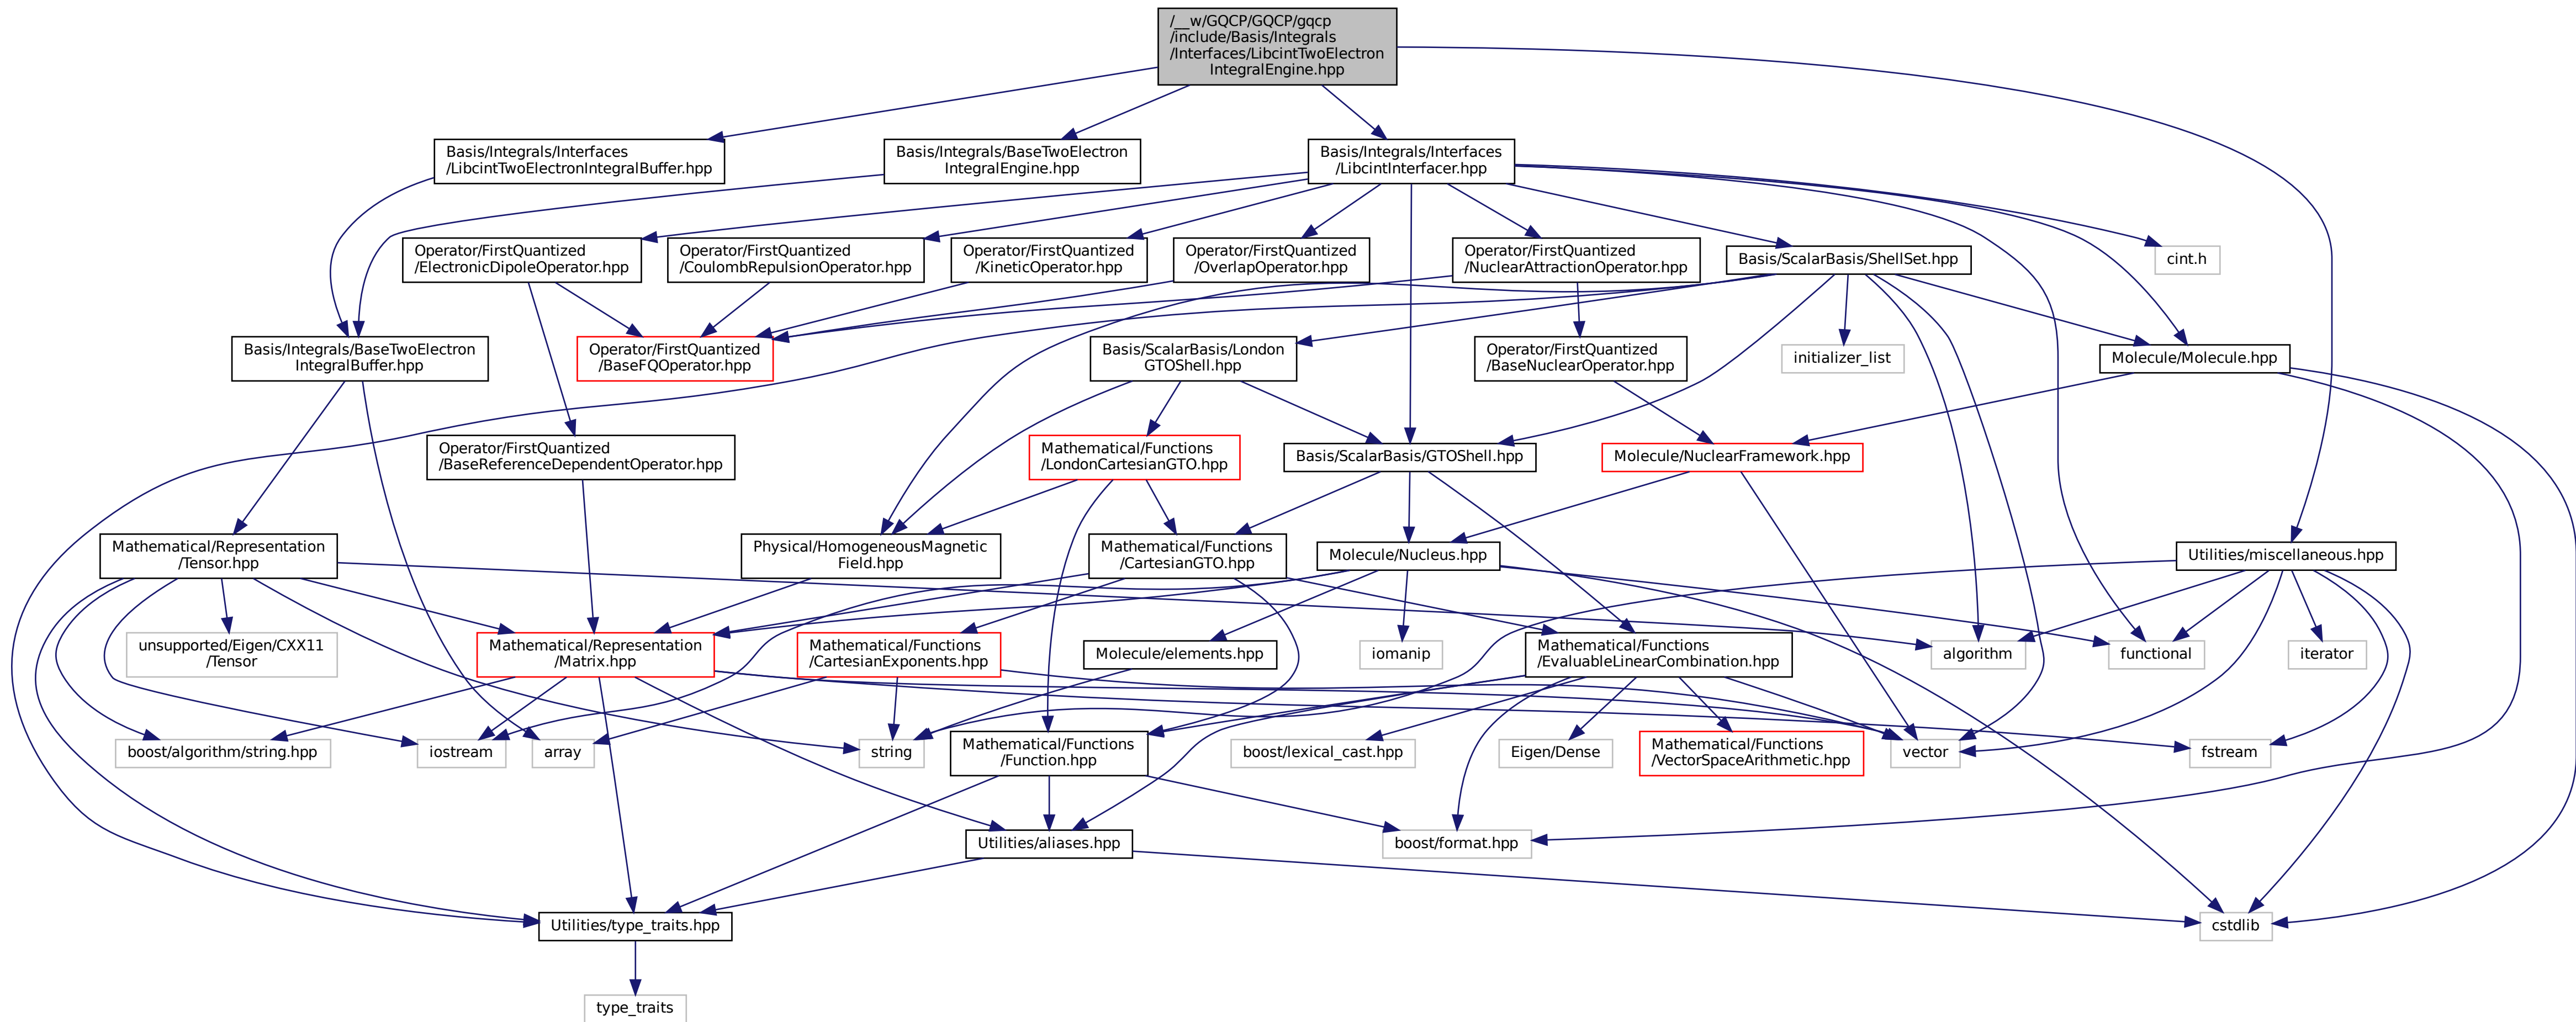 /__w/GQCP/GQCP/gqcp
/include/Basis/Integrals
/Interfaces/LibcintTwoElectron
IntegralEngine.hpp
Basis/Integrals/Interfaces
/LibcintTwoElectronIntegralBuffer.hpp
Basis/Integrals/BaseTwoElectron
IntegralEngine.hpp
Basis/Integrals/Interfaces
/LibcintInterfacer.hpp
Operator/FirstQuantized
/ElectronicDipoleOperator.hpp
Operator/FirstQuantized
/CoulombRepulsionOperator.hpp
Operator/FirstQuantized
/KineticOperator.hpp
Operator/FirstQuantized
/OverlapOperator.hpp
Operator/FirstQuantized
/NuclearAttractionOperator.hpp
Basis/ScalarBasis/ShellSet.hpp
cint.h
Basis/Integrals/BaseTwoElectron
IntegralBuffer.hpp
Operator/FirstQuantized
/BaseFQOperator.hpp
Basis/ScalarBasis/London
GTOShell.hpp
Operator/FirstQuantized
/BaseNuclearOperator.hpp
initializer_list
Molecule/Molecule.hpp
Operator/FirstQuantized
/BaseReferenceDependentOperator.hpp
Mathematical/Functions
/LondonCartesianGTO.hpp
Basis/ScalarBasis/GTOShell.hpp
Molecule/NuclearFramework.hpp
Mathematical/Representation
/Tensor.hpp
Physical/HomogeneousMagnetic
Field.hpp
Mathematical/Functions
/CartesianGTO.hpp
Molecule/Nucleus.hpp
Utilities/miscellaneous.hpp
unsupported/Eigen/CXX11
/Tensor
Mathematical/Representation
/Matrix.hpp
Mathematical/Functions
/CartesianExponents.hpp
Molecule/elements.hpp
iomanip
Mathematical/Functions
/EvaluableLinearCombination.hpp
algorithm
functional
iterator
boost/algorithm/string.hpp
iostream
array
string
Mathematical/Functions
/Function.hpp
boost/lexical_cast.hpp
Eigen/Dense
Mathematical/Functions
/VectorSpaceArithmetic.hpp
vector
fstream
Utilities/aliases.hpp
boost/format.hpp
Utilities/type_traits.hpp
cstdlib
type_traits